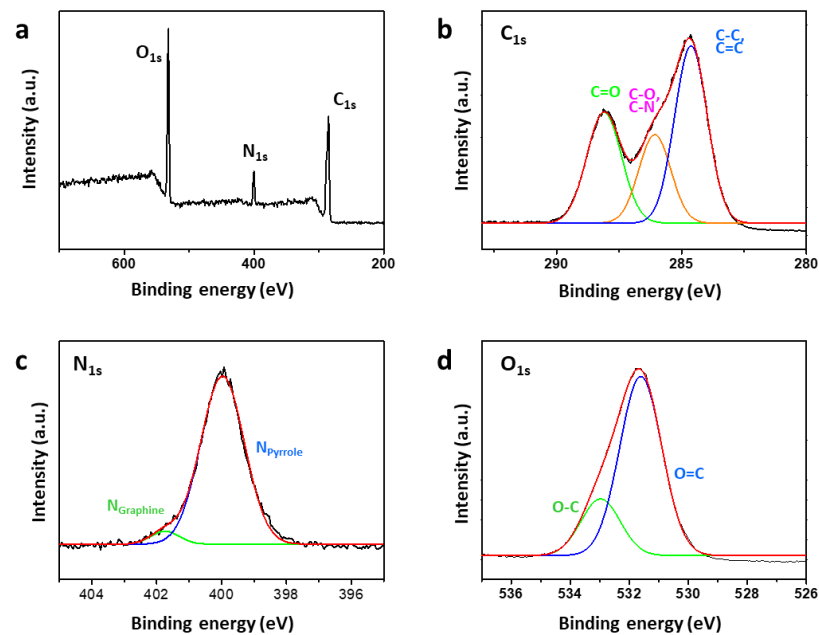 a
O1s
N1s
C1s
Intensity (a.u.)
600
400
200
Binding energy (eV)
b
C1s
C=O
C-O,
C-N
C-C,
C=C
Intensity (a.u.)
290
285
280
Binding energy (eV)
c
N1s
NGraphine
NPyrrole
Intensity (a.u.)
404
402
400
398
396
Binding energy (eV)
d
O1s
O-C
O=C
Intensity (a.u.)
536
534
532
530
528
526
Binding energy (eV)